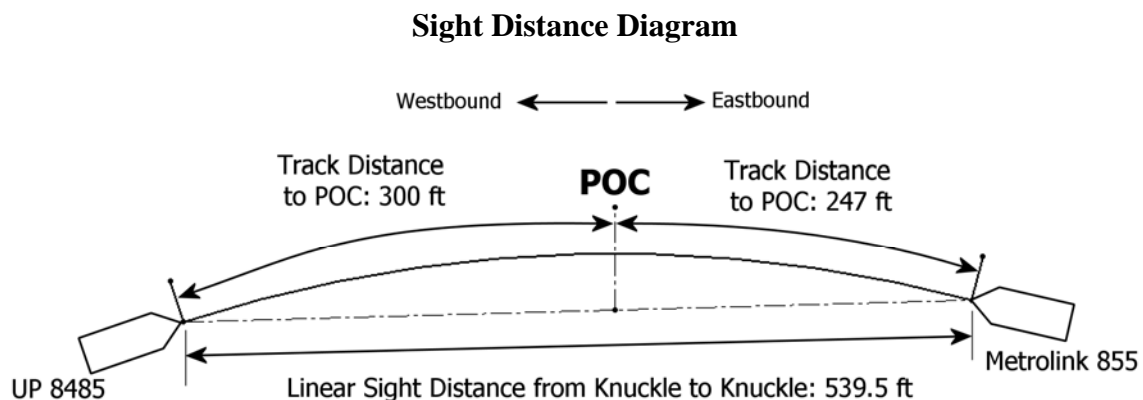 Sight Distance Diagram
Westbound
Eastbound
Track Distance
to POC: 300 ft
POC
Track Distance
to POC: 247 ft
UP 8485
Linear Sight Distance from Knuckle to Knuckle: 539.5 ft
Metrolink 855